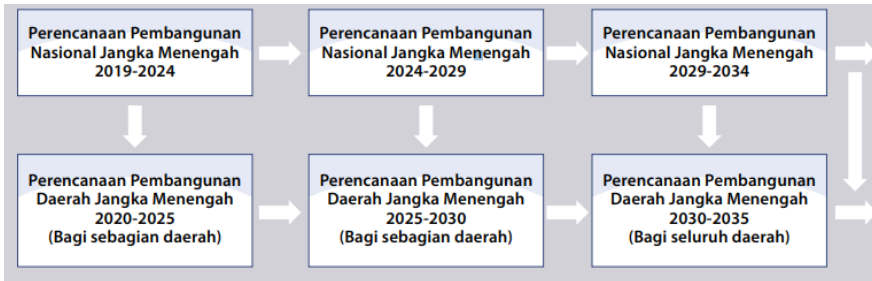 Perencanaan Pembangunan
Nasional Jangka Menengah
2019-2024
Perencanaan Pembangunan
Nasional Jangka Menengah
2024-2029
Perencanaan Pembangunan
Nasional Jangka Menengah
2029-2034
Perencanaan Pembangunan
Daerah Jangka Menengah
2020-2025
(Bagi sebagian daerah)
Perencanaan Pembangunan
Daerah Jangka Menengah
2025-2030
(Bagi sebagian daerah)
Perencanaan Pembangunan
Daerah Jangka Menengah
2030-2035
(Bagi seluruh daerah)